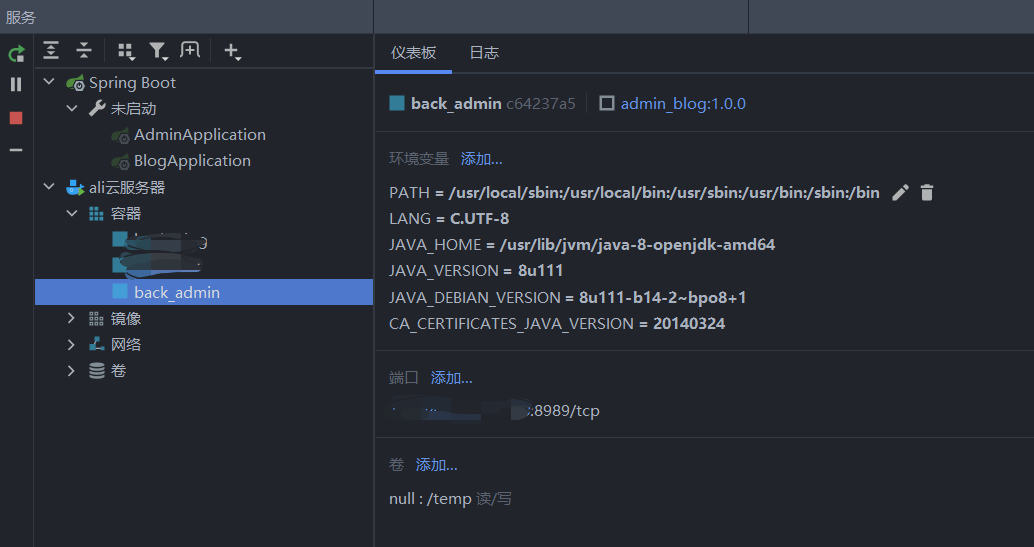 服务
Spring Boot
未启动
AdminApplication
BlogApplication
ali云服务器
容器
back_admin
镜像
网络
卷
仪表板 日志
back_admin c64237a5 admin_blog:1.0.0
环境变量 添加...
PATH = /usr/local/sbin:/usr/local/bin:/usr/sbin:/usr/bin:/sbin:/bin
LANG = C.UTF-8
JAVA_HOME = /usr/lib/jvm/java-8-openjdk-amd64
JAVA_VERSION = 8u111
JAVA_DEBIAN_VERSION = 8u111-b14-2~bpo8+1
CA_CERTIFICATES_JAVA_VERSION = 20140324
端口 添加...
:8989/tcp
卷 添加...
null : /temp 读/写